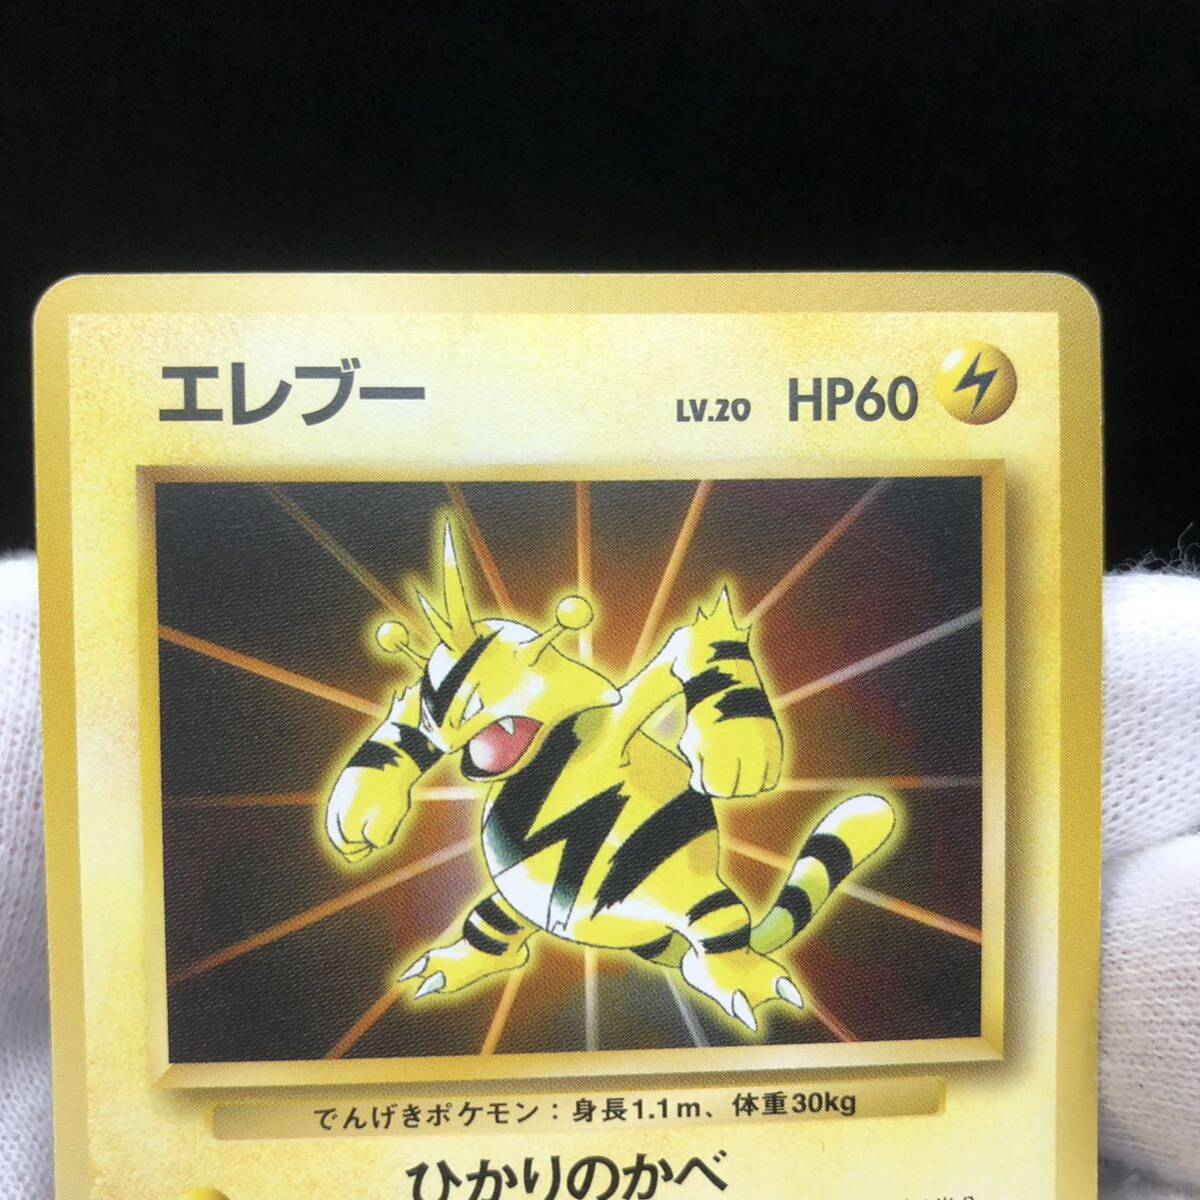 エレブー LV.20 HP60
でんげきポケモン：身長1.1m、体重30kg
ひかりのかべ